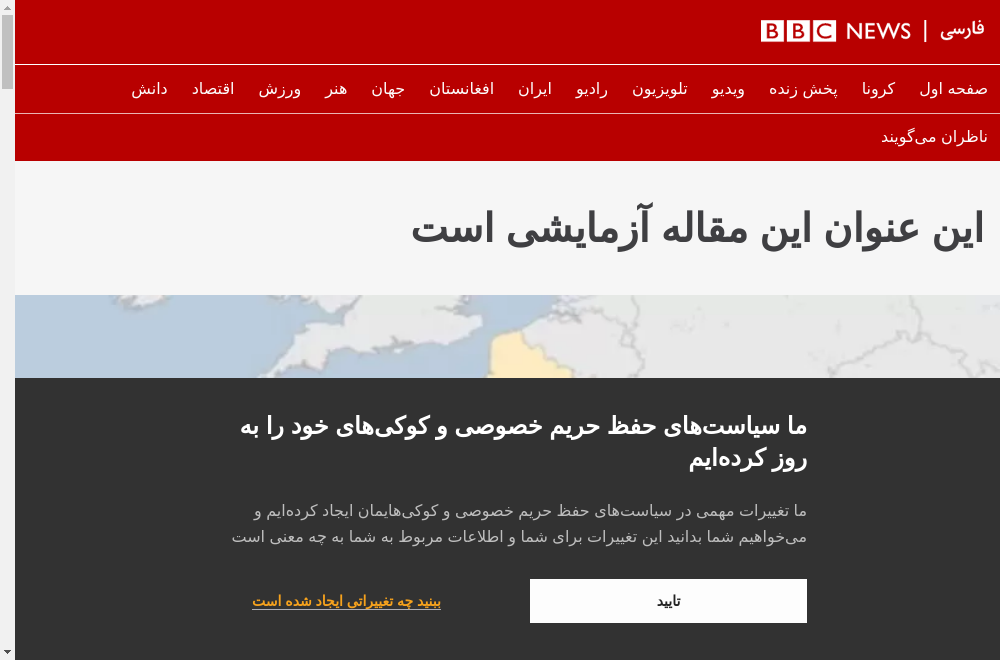 BBC NEWS | فارسی
صفحه اول کرونا پخش زنده ویدیو تلویزیون رادیو ایران افغانستان جهان هنر ورزش اقتصاد دانش
ناظران می‌گویند
این عنوان این مقاله آزمایشی است
ما سیاست‌های حفظ حریم خصوصی و کوکی‌های خود را به
روز کرده‌ایم
ما تغییرات مهمی در سیاست‌های حفظ حریم خصوصی و کوکی‌هایمان ایجاد کرده‌ایم و
می‌خواهیم شما بدانید این تغییرات برای شما و اطلاعات مربوط به شما به چه معنی است
تایید
ببنید چه تغییراتی ایجاد شده است